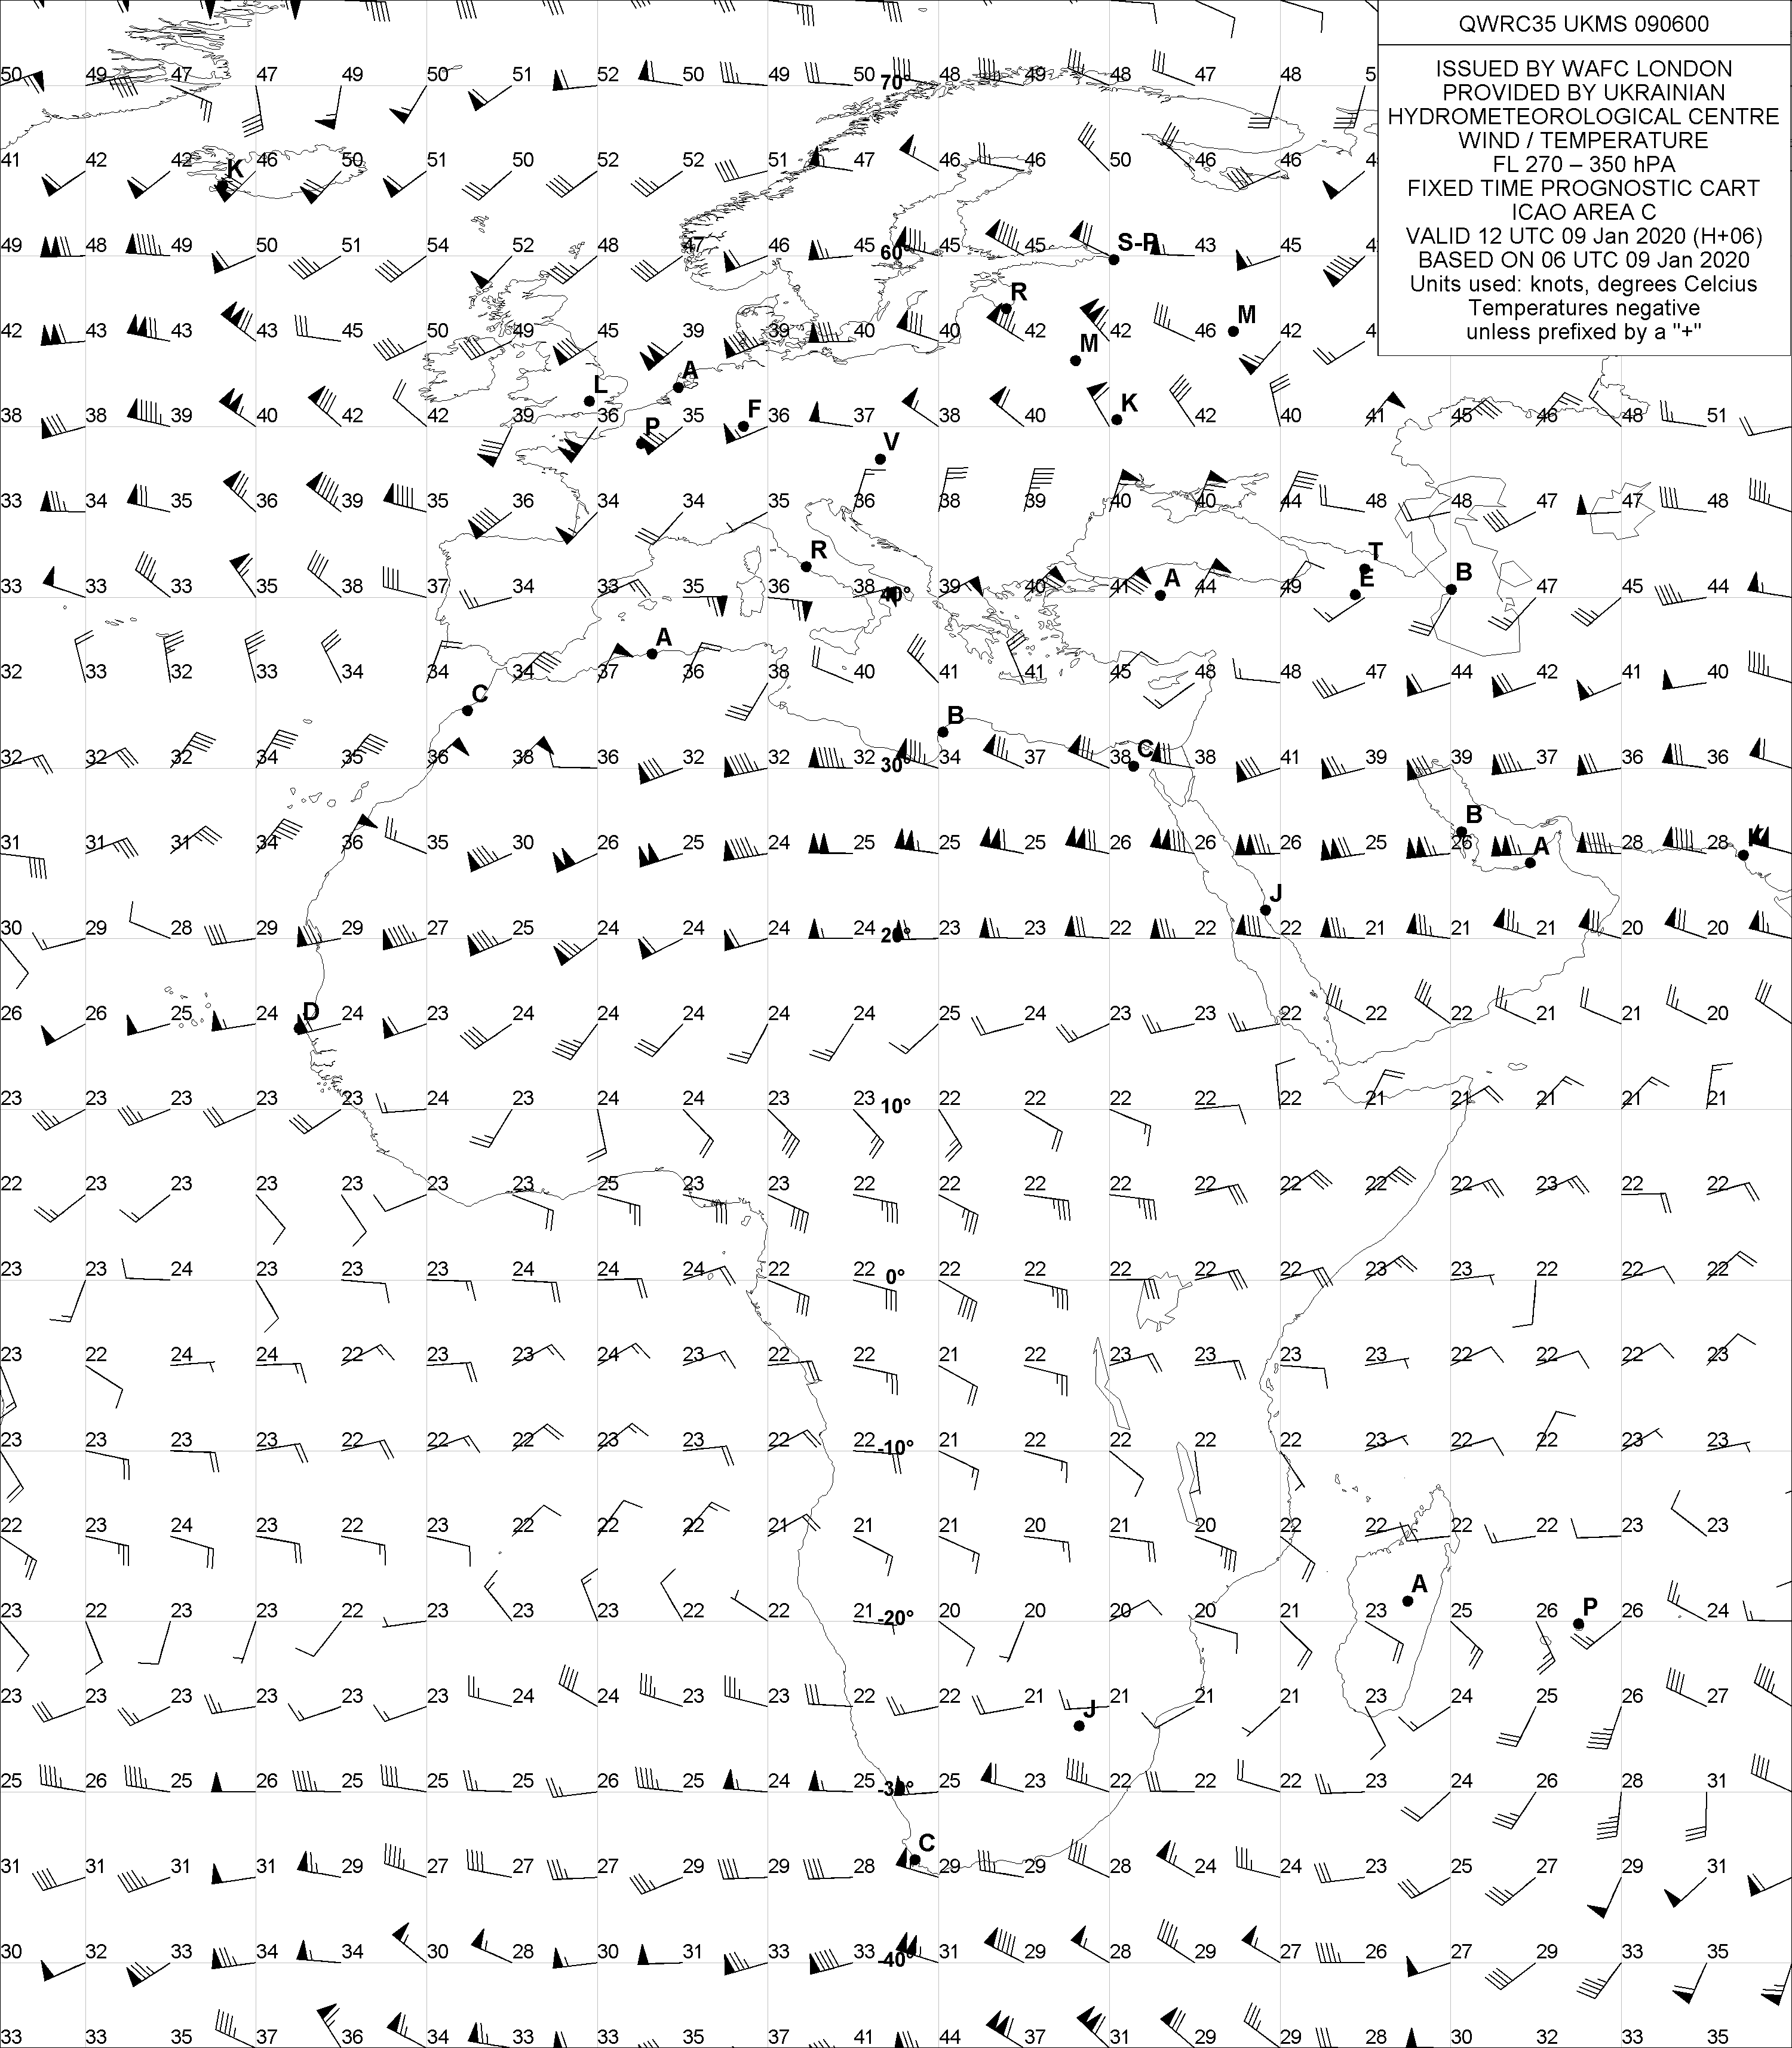 QWRC35 UKMS 090600
ISSUED BY WAFC LONDON
PROVIDED BY UKRAINIAN
HYDROMETEOROLOGICAL CENTRE
WIND / TEMPERATURE
FL 270 – 350 hPA
FIXED TIME PROGNOSTIC CART
ICAO AREA C
VALID 12 UTC 09 Jan 2020 (H+06)
BASED ON 06 UTC 09 Jan 2020
Units used: knots, degrees Celcius
Temperatures negative
unless prefixed by a "+"
50 49 47 47 49 50 51 52 50 49 50 70° 48 49 48 47 48 5
41 42 42 K 46 50 51 50 52 52 51 47 46 46 50 46 46 4
49 48 49 50 51 54 52 48 47 46 45 60° 45 45 S-P 43 45 4
R
42 43 43 43 45 50 49 45 39 39 40 40 42 42 46 M 42 4
M
A
L
38 38 39 40 42 42 39 36 P 35 F 36 37 38 40 K 42 40 41 45 46 48 51
V
33 34 35 36 39 35 36 34 34 35 36 38 39 40 40 44 48 48 47 47 48
R T
33 33 33 35 38 37 34 33 35 36 38 40° 39 40 41 A 44 49 E B 47 45 44
A
32 33 32 33 34 34 34 37 36 38 40 41 41 45 48 48 47 44 42 41 40
C
B
32 32 32 34 35 36 38 36 32 32 32 30° 34 37 38 C 38 41 39 39 37 36 36
B
31 31 31 34 36 35 30 26 25 24 25 25 25 26 26 26 25 26 A 28 28 K
J
30 29 28 29 29 27 25 24 24 24 24 20° 23 23 22 22 22 21 21 21 20 20
26 26 25 24 D 24 23 24 24 24 24 24 25 24 23 23 22 22 22 21 21 20
23 23 23 23 23 24 23 24 24 23 23 10° 22 22 22 22 22 21 21 21 21 21
22 23 23 23 23 23 23 25 23 23 22 22 22 22 22 22 22 22 23 22 22
23 23 24 23 23 23 24 24 24 22 22 0° 22 22 22 22 22 23 23 22 22 22
23 22 24 24 22 23 23 24 23 22 22 21 22 23 23 23 23 22 22 22 23
23 23 23 23 22 22 22 23 23 22 22 -10° 21 22 22 22 22 23 22 22 23 23
22 23 24 23 22 23 22 22 22 21 21 21 20 21 20 22 22 22 22 23 23
A
23 22 23 23 22 23 23 23 22 22 21 -20° 20 20 20 20 21 23 25 26 P 26 24
23 23 23 23 23 23 24 24 23 23 22 22 21 J 21 21 21 23 24 25 26 27
25 26 25 26 25 25 25 26 25 24 25 -30° 25 23 22 22 22 23 24 26 28 31
C
31 31 31 31 29 27 27 27 29 29 28 29 29 28 24 24 23 25 27 29 31
30 32 33 34 34 30 28 30 31 33 33 -40° 31 29 28 29 27 26 27 29 33 35
33 33 35 37 36 34 33 33 35 37 41 44 37 31 29 29 28 30 32 33 35